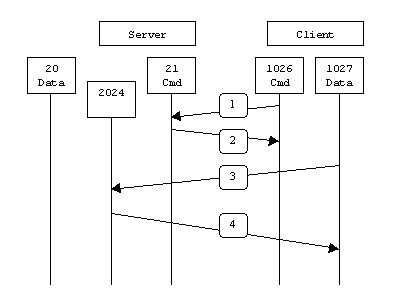 Server
Client
20
Data
2024
21
Cmd
1026
Cmd
1027
Data
1
2
3
4